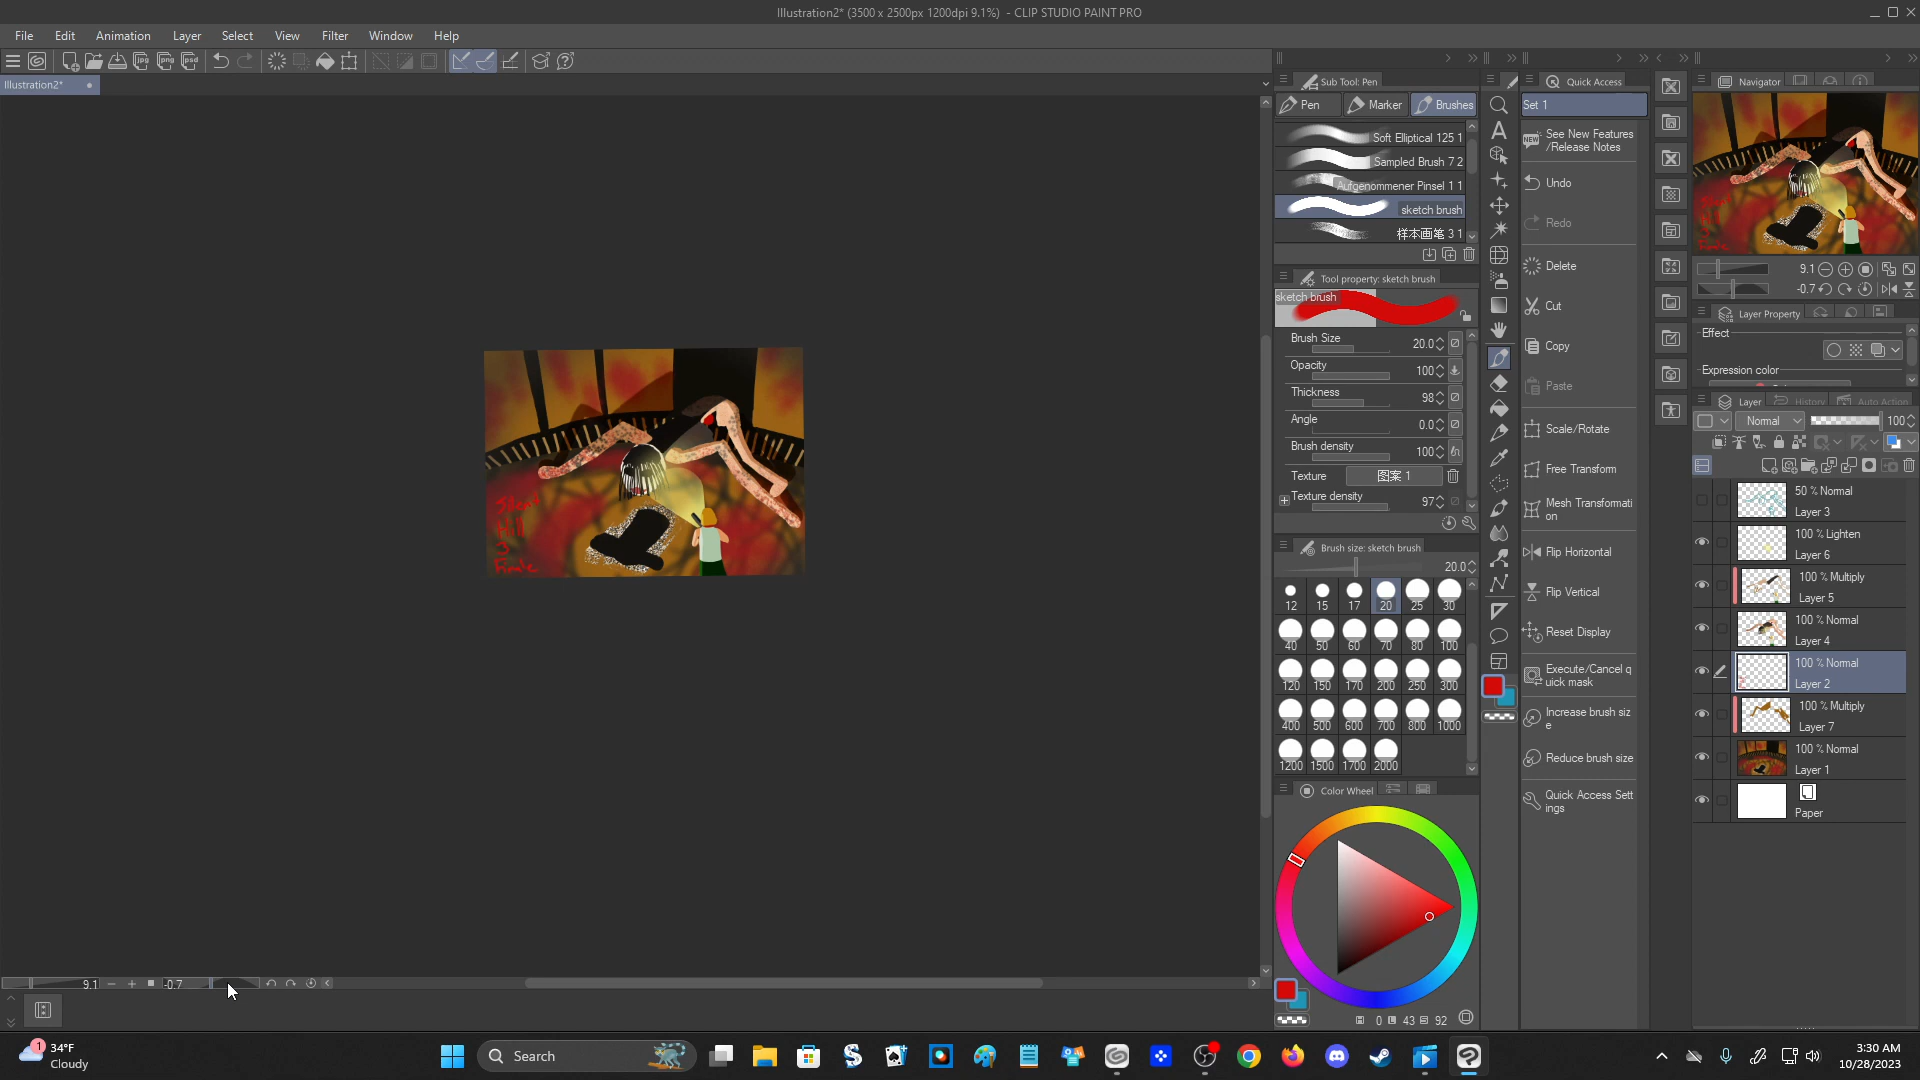 Illustration2* (3500 x 2500px 1200dpi 9.1%) - CLIP STUDIO PAINT PRO
File Edit Animation Layer Select View Filter Window Help
Illustration2*
Sub Tool: Pen
Pen Marker Brushes
Soft Elliptical 125 1
Sampled Brush 7 2
Aufgenommener Pinsel 1 1
sketch brush
样本画笔 3 1
Tool property: sketch brush
sketch brush
Brush Size 20.0
Opacity 100
Thickness 98
Angle 0.0
Brush density 100
Texture 图案 1
Texture density 97
Brush size: sketch brush
20.0
12 15 17 20 25 30
40 50 60 70 80 100
120 150 170 200 250 300
400 500 600 700 800 1000
1200 1500 1700 2000
Color Wheel
0 43 92
Quick Access
Set 1
See New Features
/Release Notes
Undo
Redo
Delete
Cut
Copy
Paste
Scale/Rotate
Free Transform
Mesh Transformati
on
Flip Horizontal
Flip Vertical
Reset Display
Execute/Cancel q
uick mask
Increase brush siz
e
Reduce brush size
Quick Access Sett
ings
Navigator
9.1
-0.7
Layer Property
Effect
Expression color
Layer History Auto Action
Normal 100
50 % Normal
Layer 3
100 % Lighten
Layer 6
100 % Multiply
Layer 5
100 % Normal
Layer 4
100 % Normal
Layer 2
100 % Multiply
Layer 7
100 % Normal
Layer 1
Paper
Silent
Hill
3
Finale
9.1 -0.7
1
34°F
Cloudy
Search
3:30 AM
10/28/2023